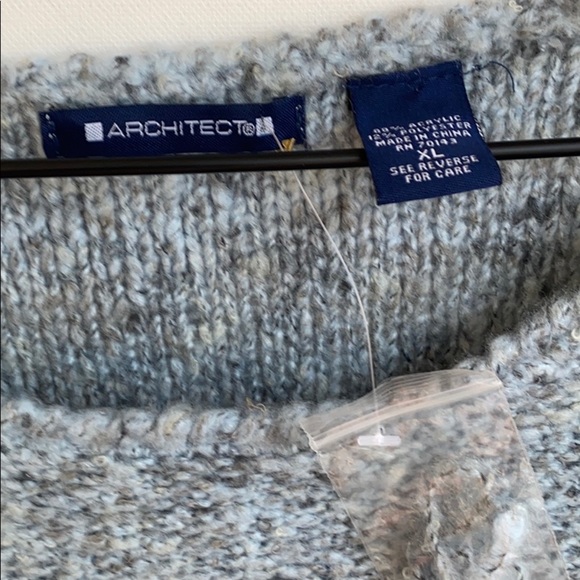 ARCHITECT®
88% ACRYLIC
12% POLYESTER
MADE IN CHINA
RN 70143
XL
SEE REVERSE
FOR CARE